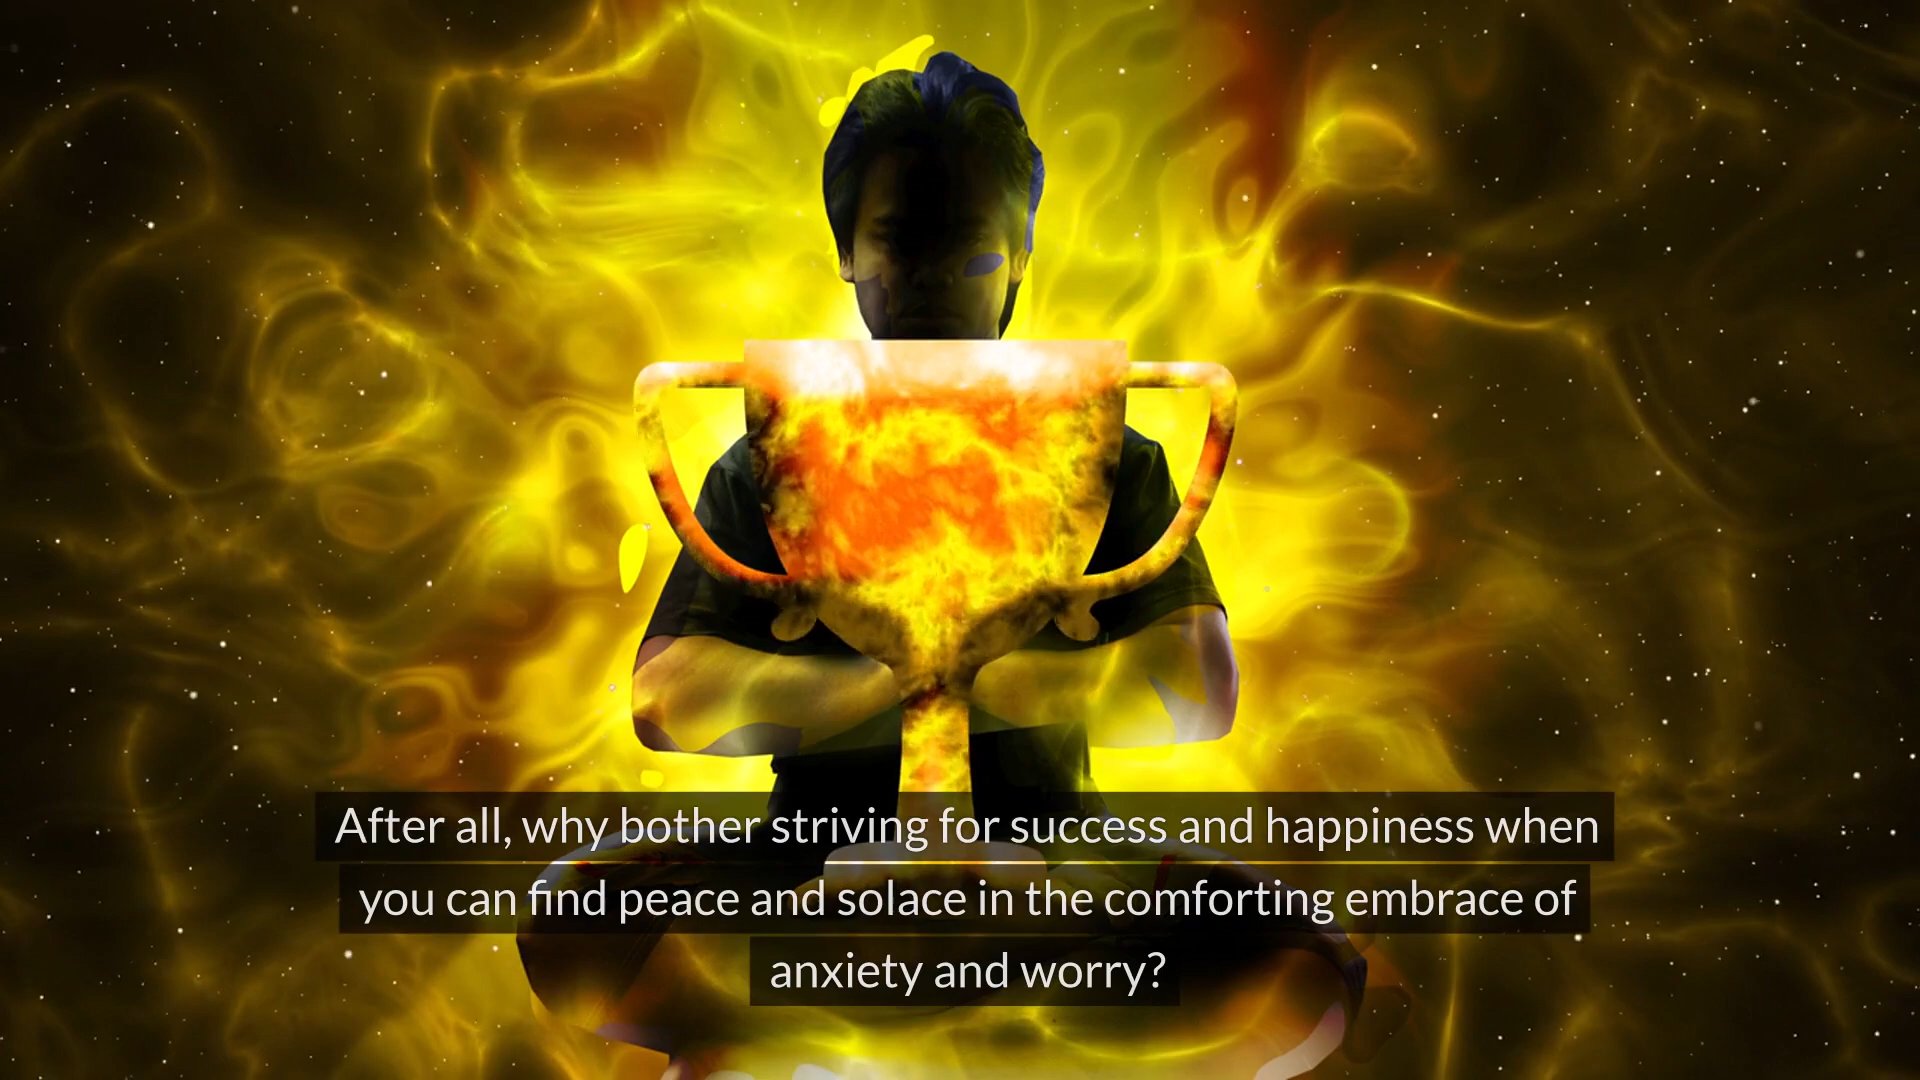 After all, why bother striving for success and happiness when
you can find peace and solace in the comforting embrace of
anxiety and worry?